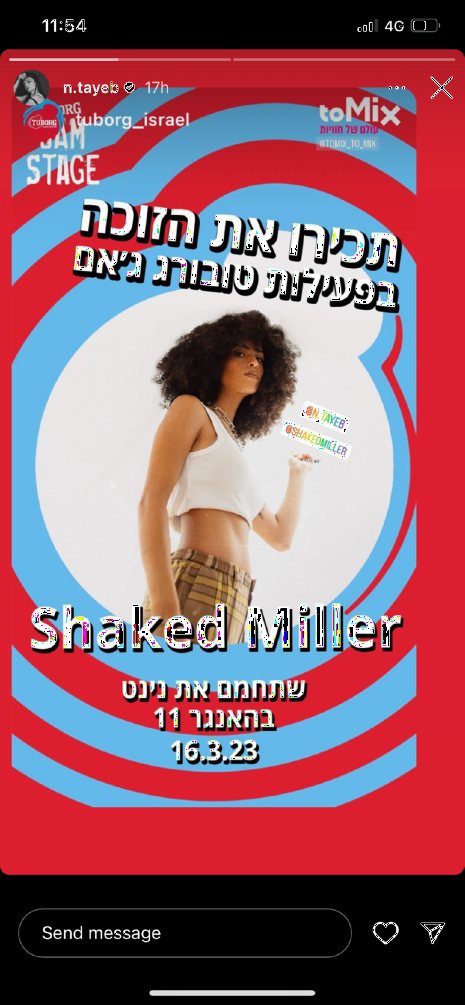 11:54
4G
n.tayeb 17h
tuborg_israel
TUBORG
JAM
STAGE
toMix
עולם של חוויות
@TOMIX_TO_MIX
תכירו את הזוכה
בפעילות טובורג ג׳אם
@N.TAYEB
@SHAKEDMILLER
Shaked Miller
שתחמם את נינט
בהאנגר 11
16.3.23
Send message